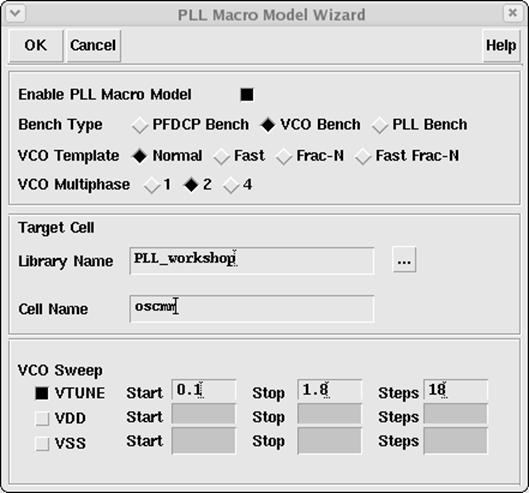 PLL Macro Model Wizard
OK Cancel Help
Enable PLL Macro Model
Bench Type PFDCP Bench VCO Bench PLL Bench
VCO Template Normal Fast Frac-N Fast Frac-N
VCO Multiphase 1 2 4
Target Cell
Library Name PLL_workshop ...
Cell Name oscmm
VCO Sweep
VTUNE Start 0.1 Stop 1.8 Steps 18
VDD Start Stop Steps
VSS Start Stop Steps